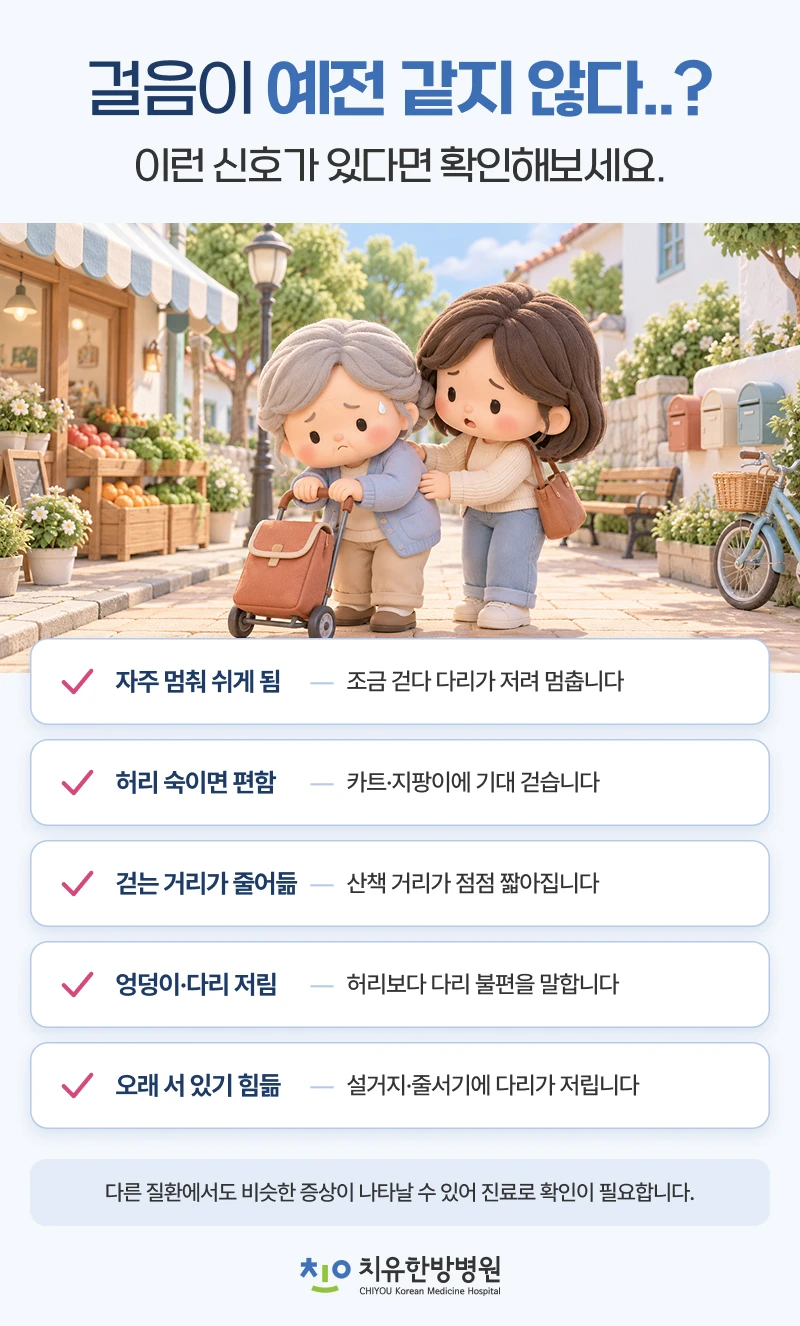 걸음이 예전 같지 않다..?
이런 신호가 있다면 확인해보세요.
자주 멈춰 쉬게 됨 — 조금 걷다 다리가 저려 멈춥니다
허리 숙이면 편함 — 카트·지팡이에 기대 걷습니다
걷는 거리가 줄어듦 — 산책 거리가 점점 짧아집니다
엉덩이·다리 저림 — 허리보다 다리 불편을 말합니다
오래 서 있기 힘듦 — 설거지·줄서기에 다리가 저립니다
다른 질환에서도 비슷한 증상이 나타날 수 있어 진료로 확인이 필요합니다.
치유 치유한방병원
CHIYOU Korean Medicine Hospital